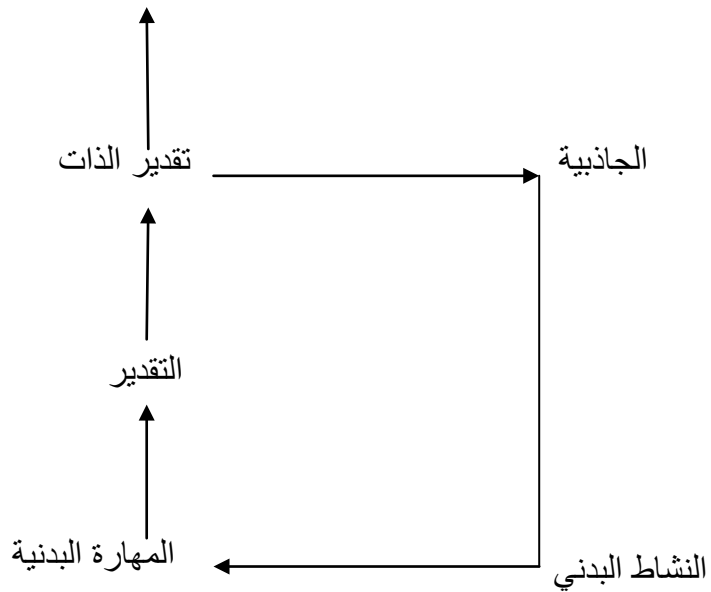 الجاذبية
تقدير الذات
التقدير
المهارة البدنية
النشاط البدني